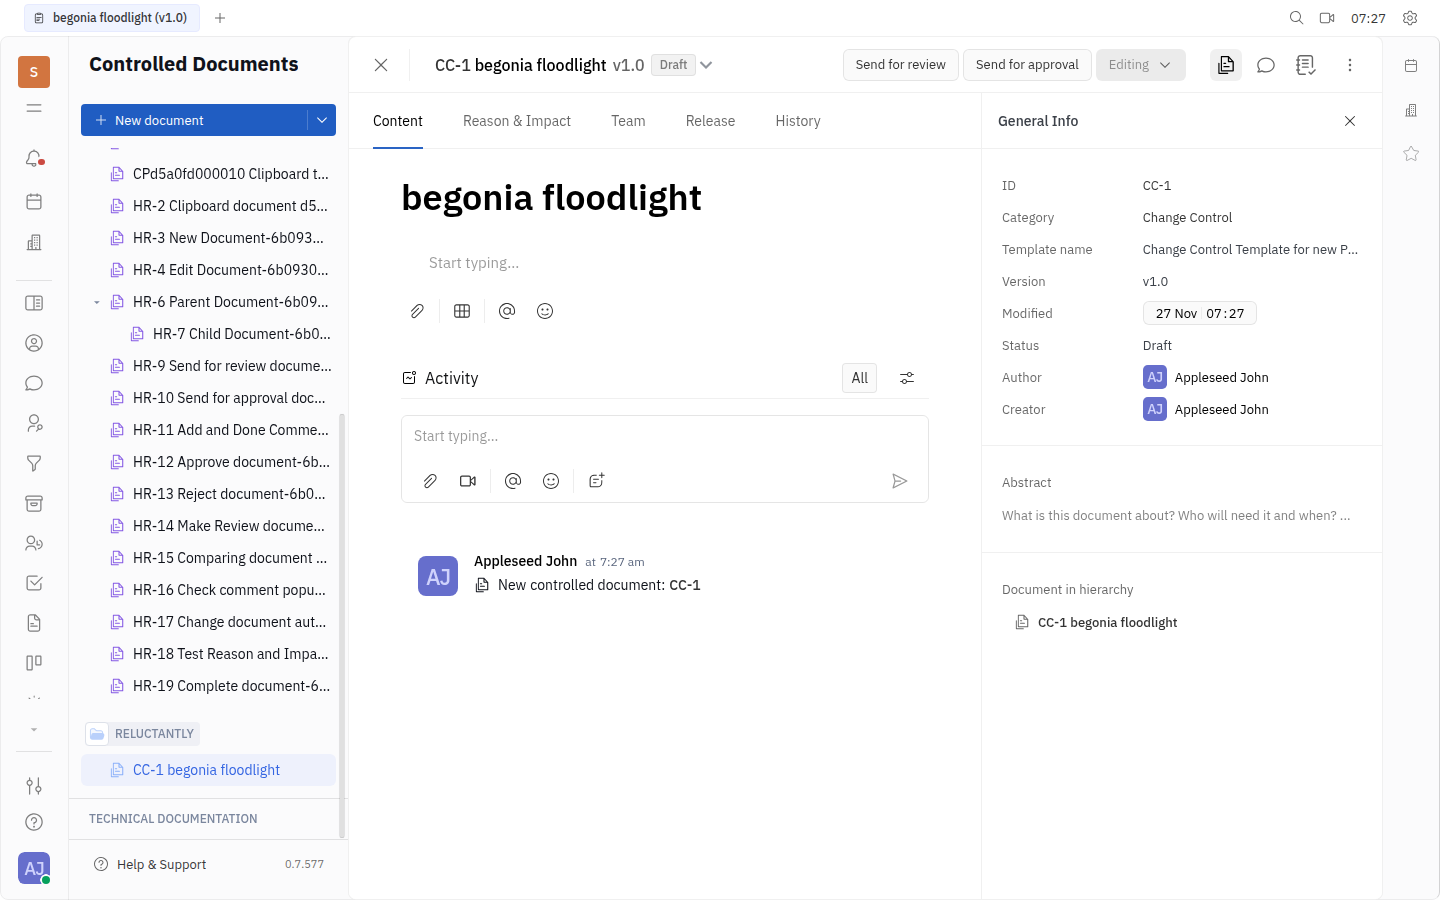 begonia floodlight (v1.0)
07:27
S
Controlled Documents
New document
CPd5a0fd000010 Clipboard t...
HR-2 Clipboard document d5...
HR-3 New Document-6b093...
HR-4 Edit Document-6b0930...
HR-6 Parent Document-6b09...
HR-7 Child Document-6b0...
HR-9 Send for review docume...
HR-10 Send for approval doc...
HR-11 Add and Done Comme...
HR-12 Approve document-6b...
HR-13 Reject document-6b0...
HR-14 Make Review docume...
HR-15 Comparing document ...
HR-16 Check comment popu...
HR-17 Change document aut...
HR-18 Test Reason and Impa...
HR-19 Complete document-6...
RELUCTANTLY
CC-1 begonia floodlight
TECHNICAL DOCUMENTATION
Help & Support
0.7.577
AJ
CC-1 begonia floodlight v1.0
Draft
Send for review
Send for approval
Editing
Content
Reason & Impact
Team
Release
History
begonia floodlight
Start typing...
Activity
All
Start typing...
AJ
Appleseed John at 7:27 am
New controlled document: CC-1
General Info
ID
CC-1
Category
Change Control
Template name
Change Control Template for new P...
Version
v1.0
Modified
27 Nov 07:27
Status
Draft
Author
AJ Appleseed John
Creator
AJ Appleseed John
Abstract
What is this document about? Who will need it and when? ...
Document in hierarchy
CC-1 begonia floodlight